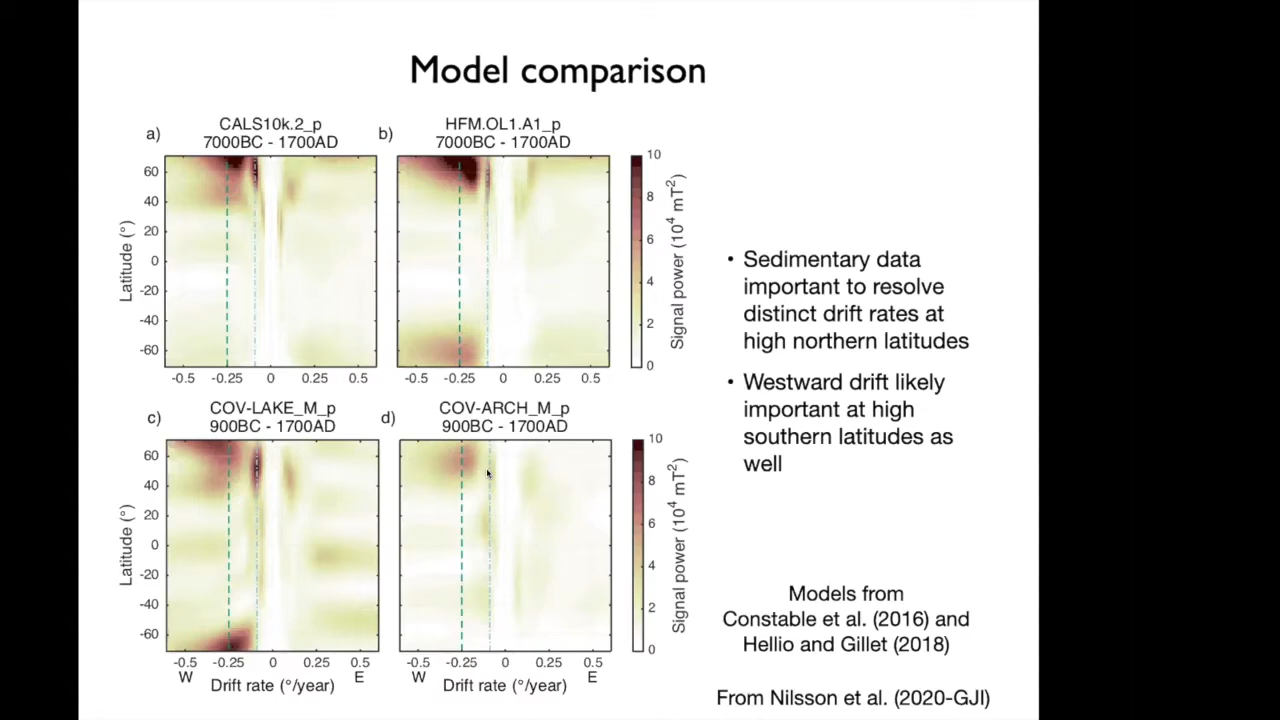 Model comparison
a)
CALS10k.2_p
7000BC - 1700AD
b)
HFM.OL1.A1_p
7000BC - 1700AD
60
40
20
0
-20
-40
-60
Latitude (°)
-0.5
-0.25
0
0.25
0.5
-0.5
-0.25
0
0.25
0.5
10
8
6
4
2
0
Signal power (10⁴ mT²)
c)
COV-LAKE_M_p
900BC - 1700AD
d)
COV-ARCH_M_p
900BC - 1700AD
60
40
20
0
-20
-40
-60
Latitude (°)
-0.5
-0.25
0
0.25
0.5
W
Drift rate (°/year)
E
-0.5
-0.25
0
0.25
0.5
W
Drift rate (°/year)
E
10
8
6
4
2
0
Signal power (10⁴ mT²)
• Sedimentary data
important to resolve
distinct drift rates at
high northern latitudes
• Westward drift likely
important at high
southern latitudes as
well
Models from
Constable et al. (2016) and
Hellio and Gillet (2018)
From Nilsson et al. (2020-GJI)